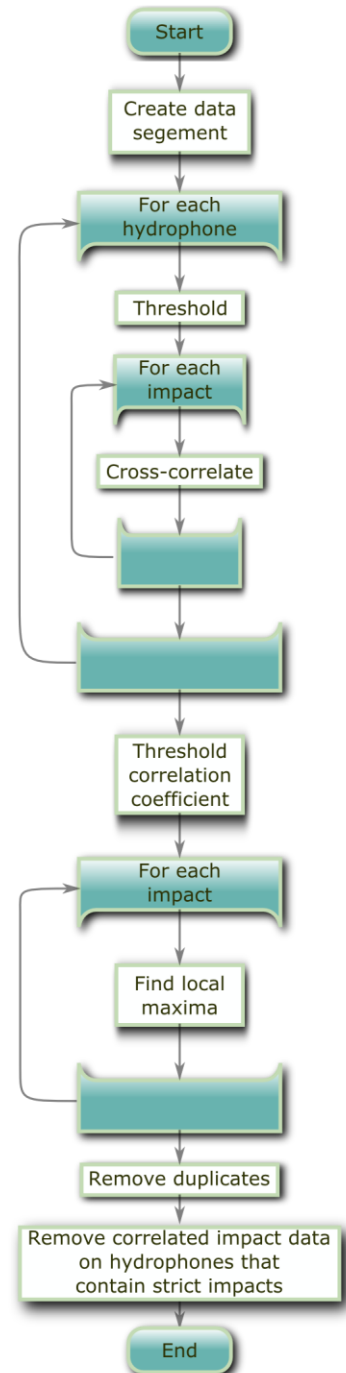 Start
Create data
segement
For each
hydrophone
Threshold
For each
impact
Cross-correlate
Threshold
correlation
coefficient
For each
impact
Find local
maxima
Remove duplicates
Remove correlated impact data
on hydrophones that
contain strict impacts
End